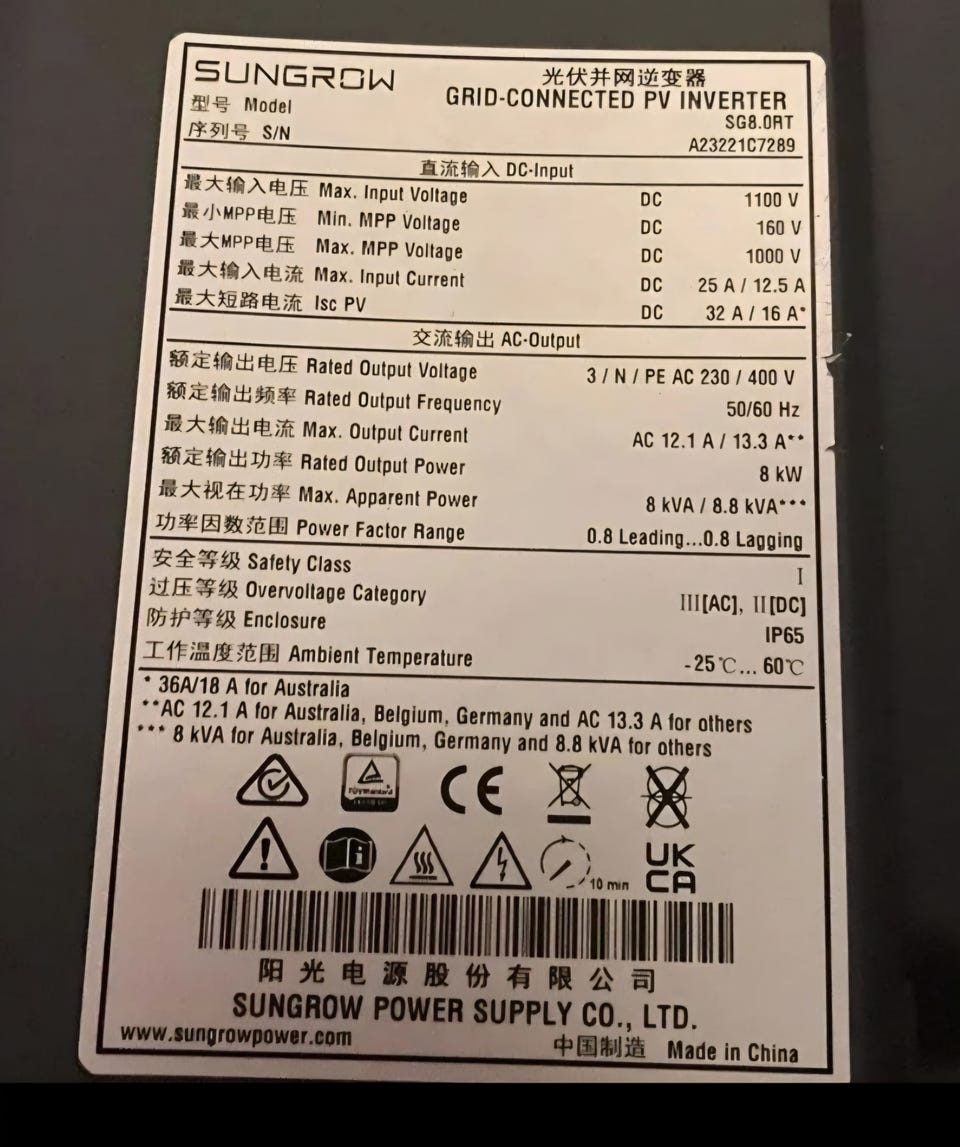 SUNGROW 光伏并网逆变器
GRID-CONNECTED PV INVERTER
型号 Model SG8.0RT
序列号 S/N A23221C7289
直流输入 DC-Input
最大输入电压 Max. Input Voltage DC 1100 V
最小MPP电压 Min. MPP Voltage DC 160 V
最大MPP电压 Max. MPP Voltage DC 1000 V
最大输入电流 Max. Input Current DC 25 A / 12.5 A
最大短路电流 Isc PV DC 32 A / 16 A*
交流输出 AC-Output
额定输出电压 Rated Output Voltage 3 / N / PE AC 230 / 400 V
额定输出频率 Rated Output Frequency 50/60 Hz
最大输出电流 Max. Output Current AC 12.1 A / 13.3 A**
额定输出功率 Rated Output Power 8 kW
最大视在功率 Max. Apparent Power 8 kVA / 8.8 kVA***
功率因数范围 Power Factor Range 0.8 Leading...0.8 Lagging
安全等级 Safety Class I
过压等级 Overvoltage Category III[AC], II[DC]
防护等级 Enclosure IP65
工作温度范围 Ambient Temperature -25℃... 60℃
* 36A/18 A for Australia
**AC 12.1 A for Australia, Belgium, Germany and AC 13.3 A for others
*** 8 kVA for Australia, Belgium, Germany and 8.8 kVA for others
CE
10 min
UK
CA
阳光电源股份有限公司
SUNGROW POWER SUPPLY CO., LTD.
www.sungrowpower.com 中国制造 Made in China